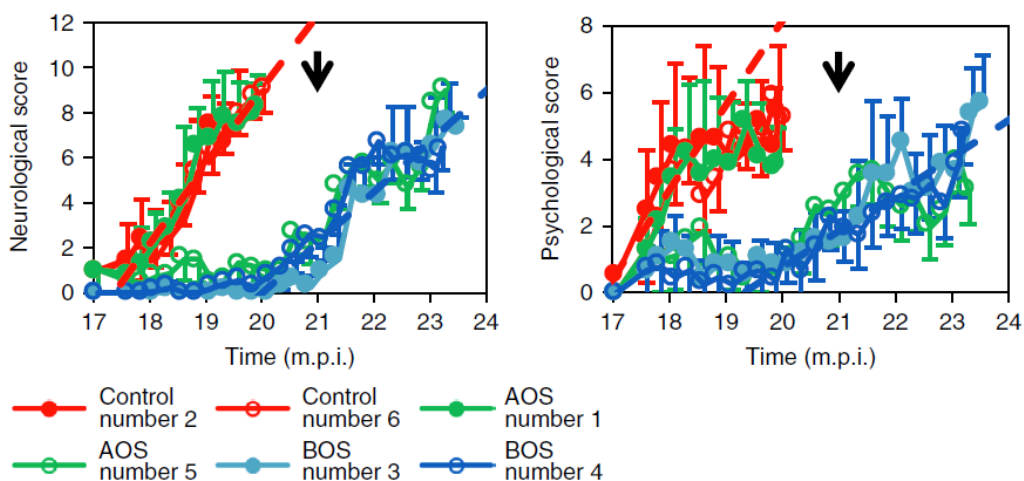 Neurological score
12
10
8
6
4
2
0
17 18 19 20 21 22 23 24
Time (m.p.i.)
Psychological score
8
6
4
2
0
17 18 19 20 21 22 23 24
Time (m.p.i.)
Control
number 2
Control
number 6
AOS
number 1
AOS
number 5
BOS
number 3
BOS
number 4